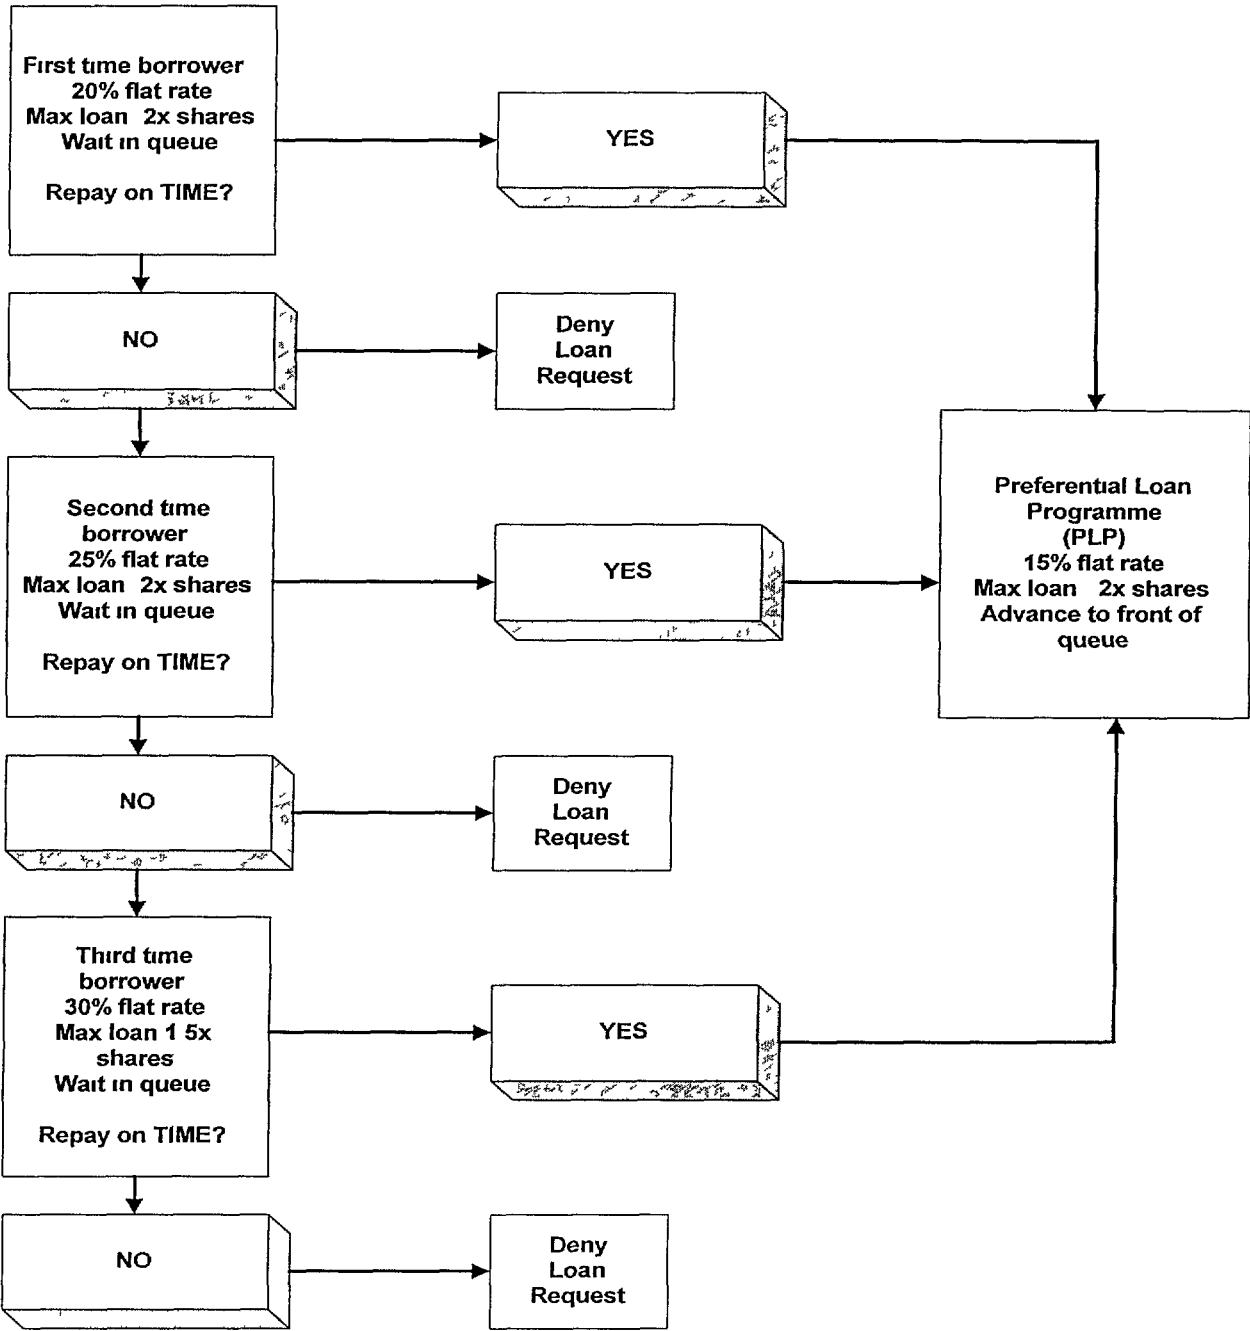 First time borrower
20% flat rate
Max loan 2x shares
Wait in queue
Repay on TIME?
YES
NO
Deny
Loan
Request
Second time
borrower
25% flat rate
Max loan 2x shares
Wait in queue
Repay on TIME?
YES
Preferential Loan
Programme
(PLP)
15% flat rate
Max loan 2x shares
Advance to front of
queue
NO
Deny
Loan
Request
Third time
borrower
30% flat rate
Max loan 1 5x
shares
Wait in queue
Repay on TIME?
YES
NO
Deny
Loan
Request